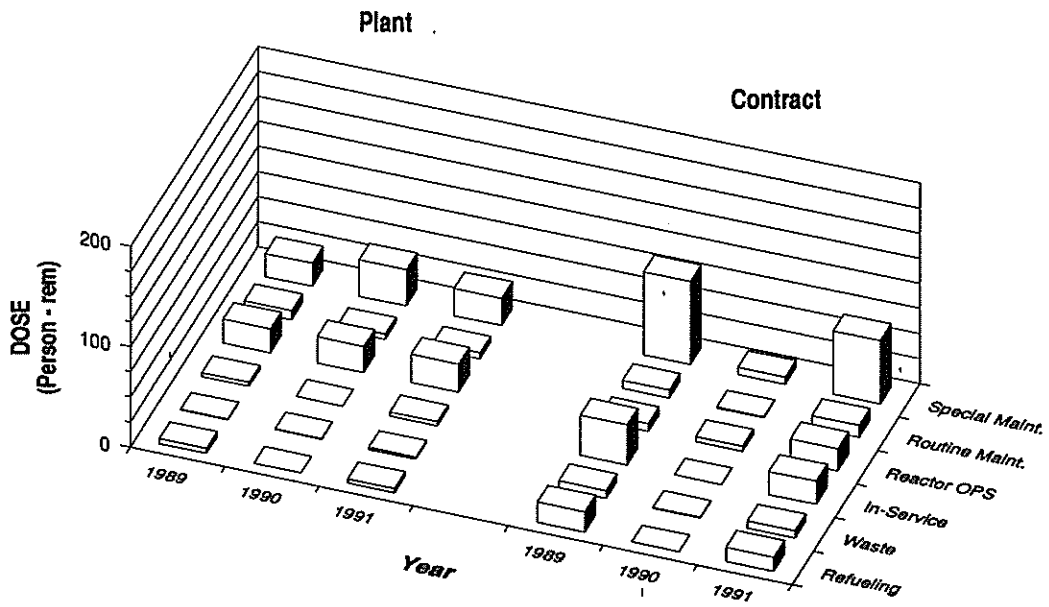 Plant
Contract
DOSE
(Person - rem)
200
100
0
1989
1990
1991
1989
1990
1991
Year
Special Maint.
Routine Maint.
Reactor OPS
In-Service
Waste
Refueling